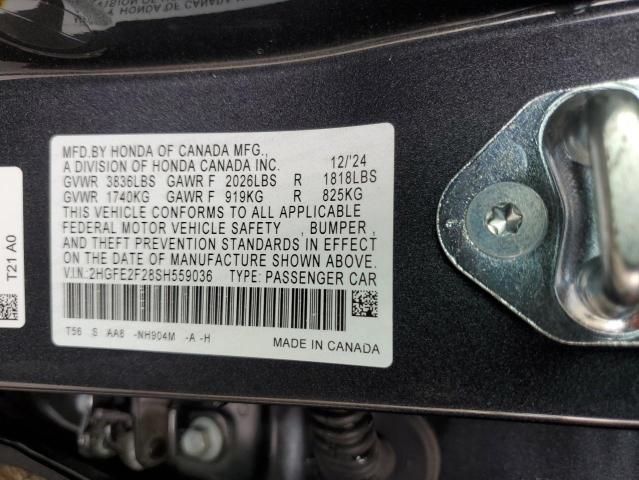 MFD.BY HONDA OF CANADA MFG.,
A DIVISION OF HONDA CANADA INC. 12/'24
GVWR 3836LBS GAWR F 2026LBS R 1818LBS
GVWR 1740KG GAWR F 919KG R 825KG
THIS VEHICLE CONFORMS TO ALL APPLICABLE
FEDERAL MOTOR VEHICLE SAFETY , BUMPER ,
AND THEFT PREVENTION STANDARDS IN EFFECT
ON THE DATE OF MANUFACTURE SHOWN ABOVE.
V.I.N.:2HGFE2F28SH559036 TYPE: PASSENGER CAR
T56 S AA8 -NH904M -A -H
MADE IN CANADA
T21 A0